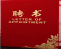 聘书
LETTER OF
APPOINTMENT